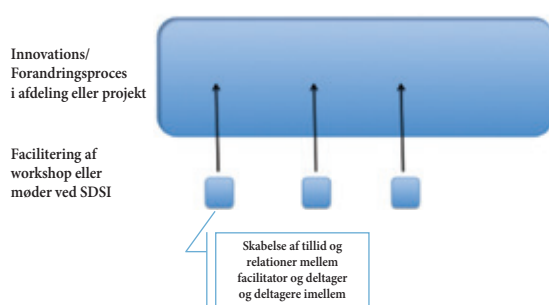 Innovations/
Forandringsproces
i afdeling eller projekt
Facilitering af
workshop eller
møder ved SDSI
Skabelse af tillid og
relationer mellem
facilitator og deltager
og deltagere imellem